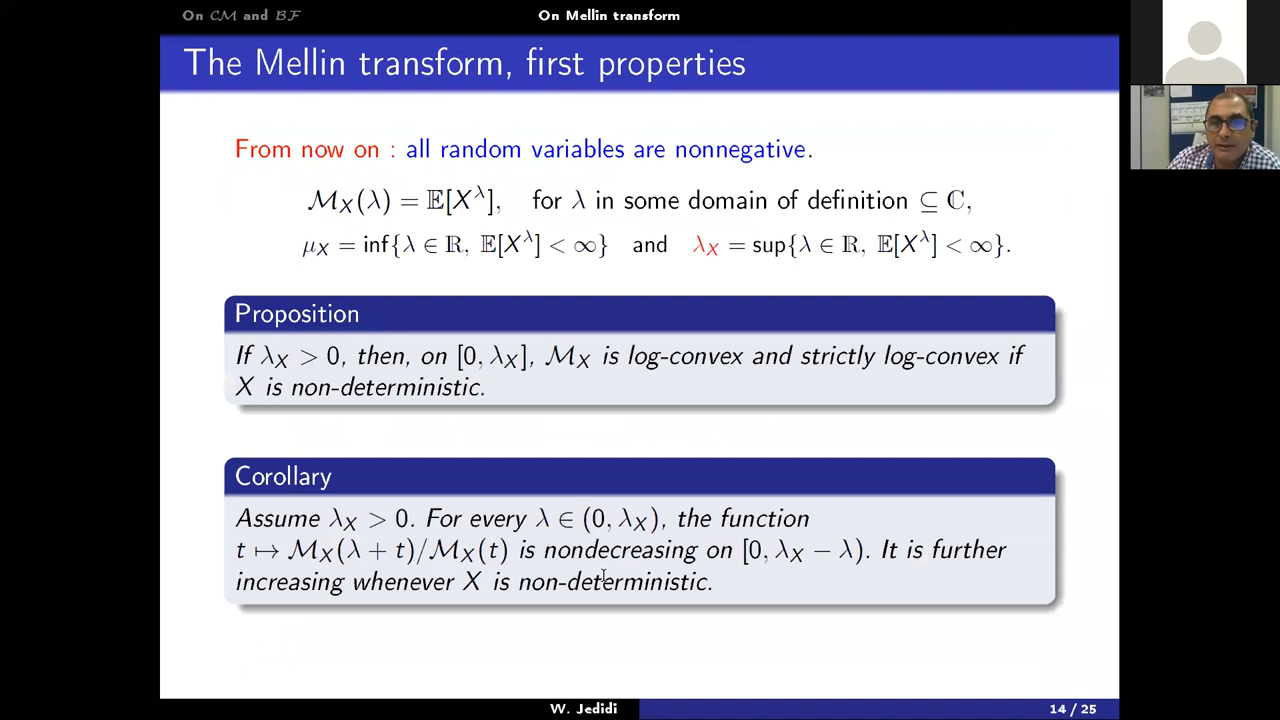 On CM and BF On Mellin transform
The Mellin transform, first properties
From now on : all random variables are nonnegative.
ℳ_X(λ) = 𝔼[X^λ], for λ in some domain of definition ⊆ ℂ,
μ_X = inf{λ ∈ ℝ, 𝔼[X^λ] < ∞} and λ_X = sup{λ ∈ ℝ, 𝔼[X^λ] < ∞}.
Proposition
If λ_X > 0, then, on [0, λ_X], ℳ_X is log-convex and strictly log-convex if
X is non-deterministic.
Corollary
Assume λ_X > 0. For every λ ∈ (0, λ_X), the function
t ↦ ℳ_X(λ + t)/ℳ_X(t) is nondecreasing on [0, λ_X − λ). It is further
increasing whenever X is non-deterministic.
W. Jedidi 14 / 25